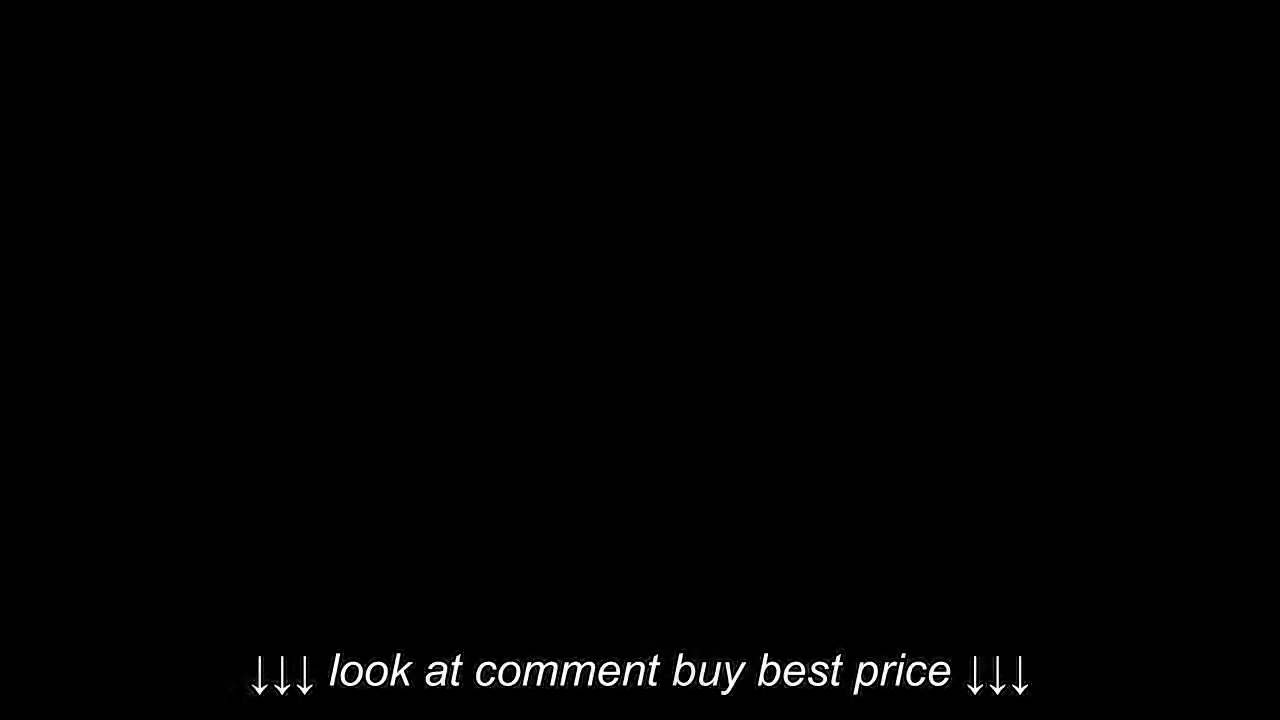 ↓↓↓ look at comment buy best price ↓↓↓